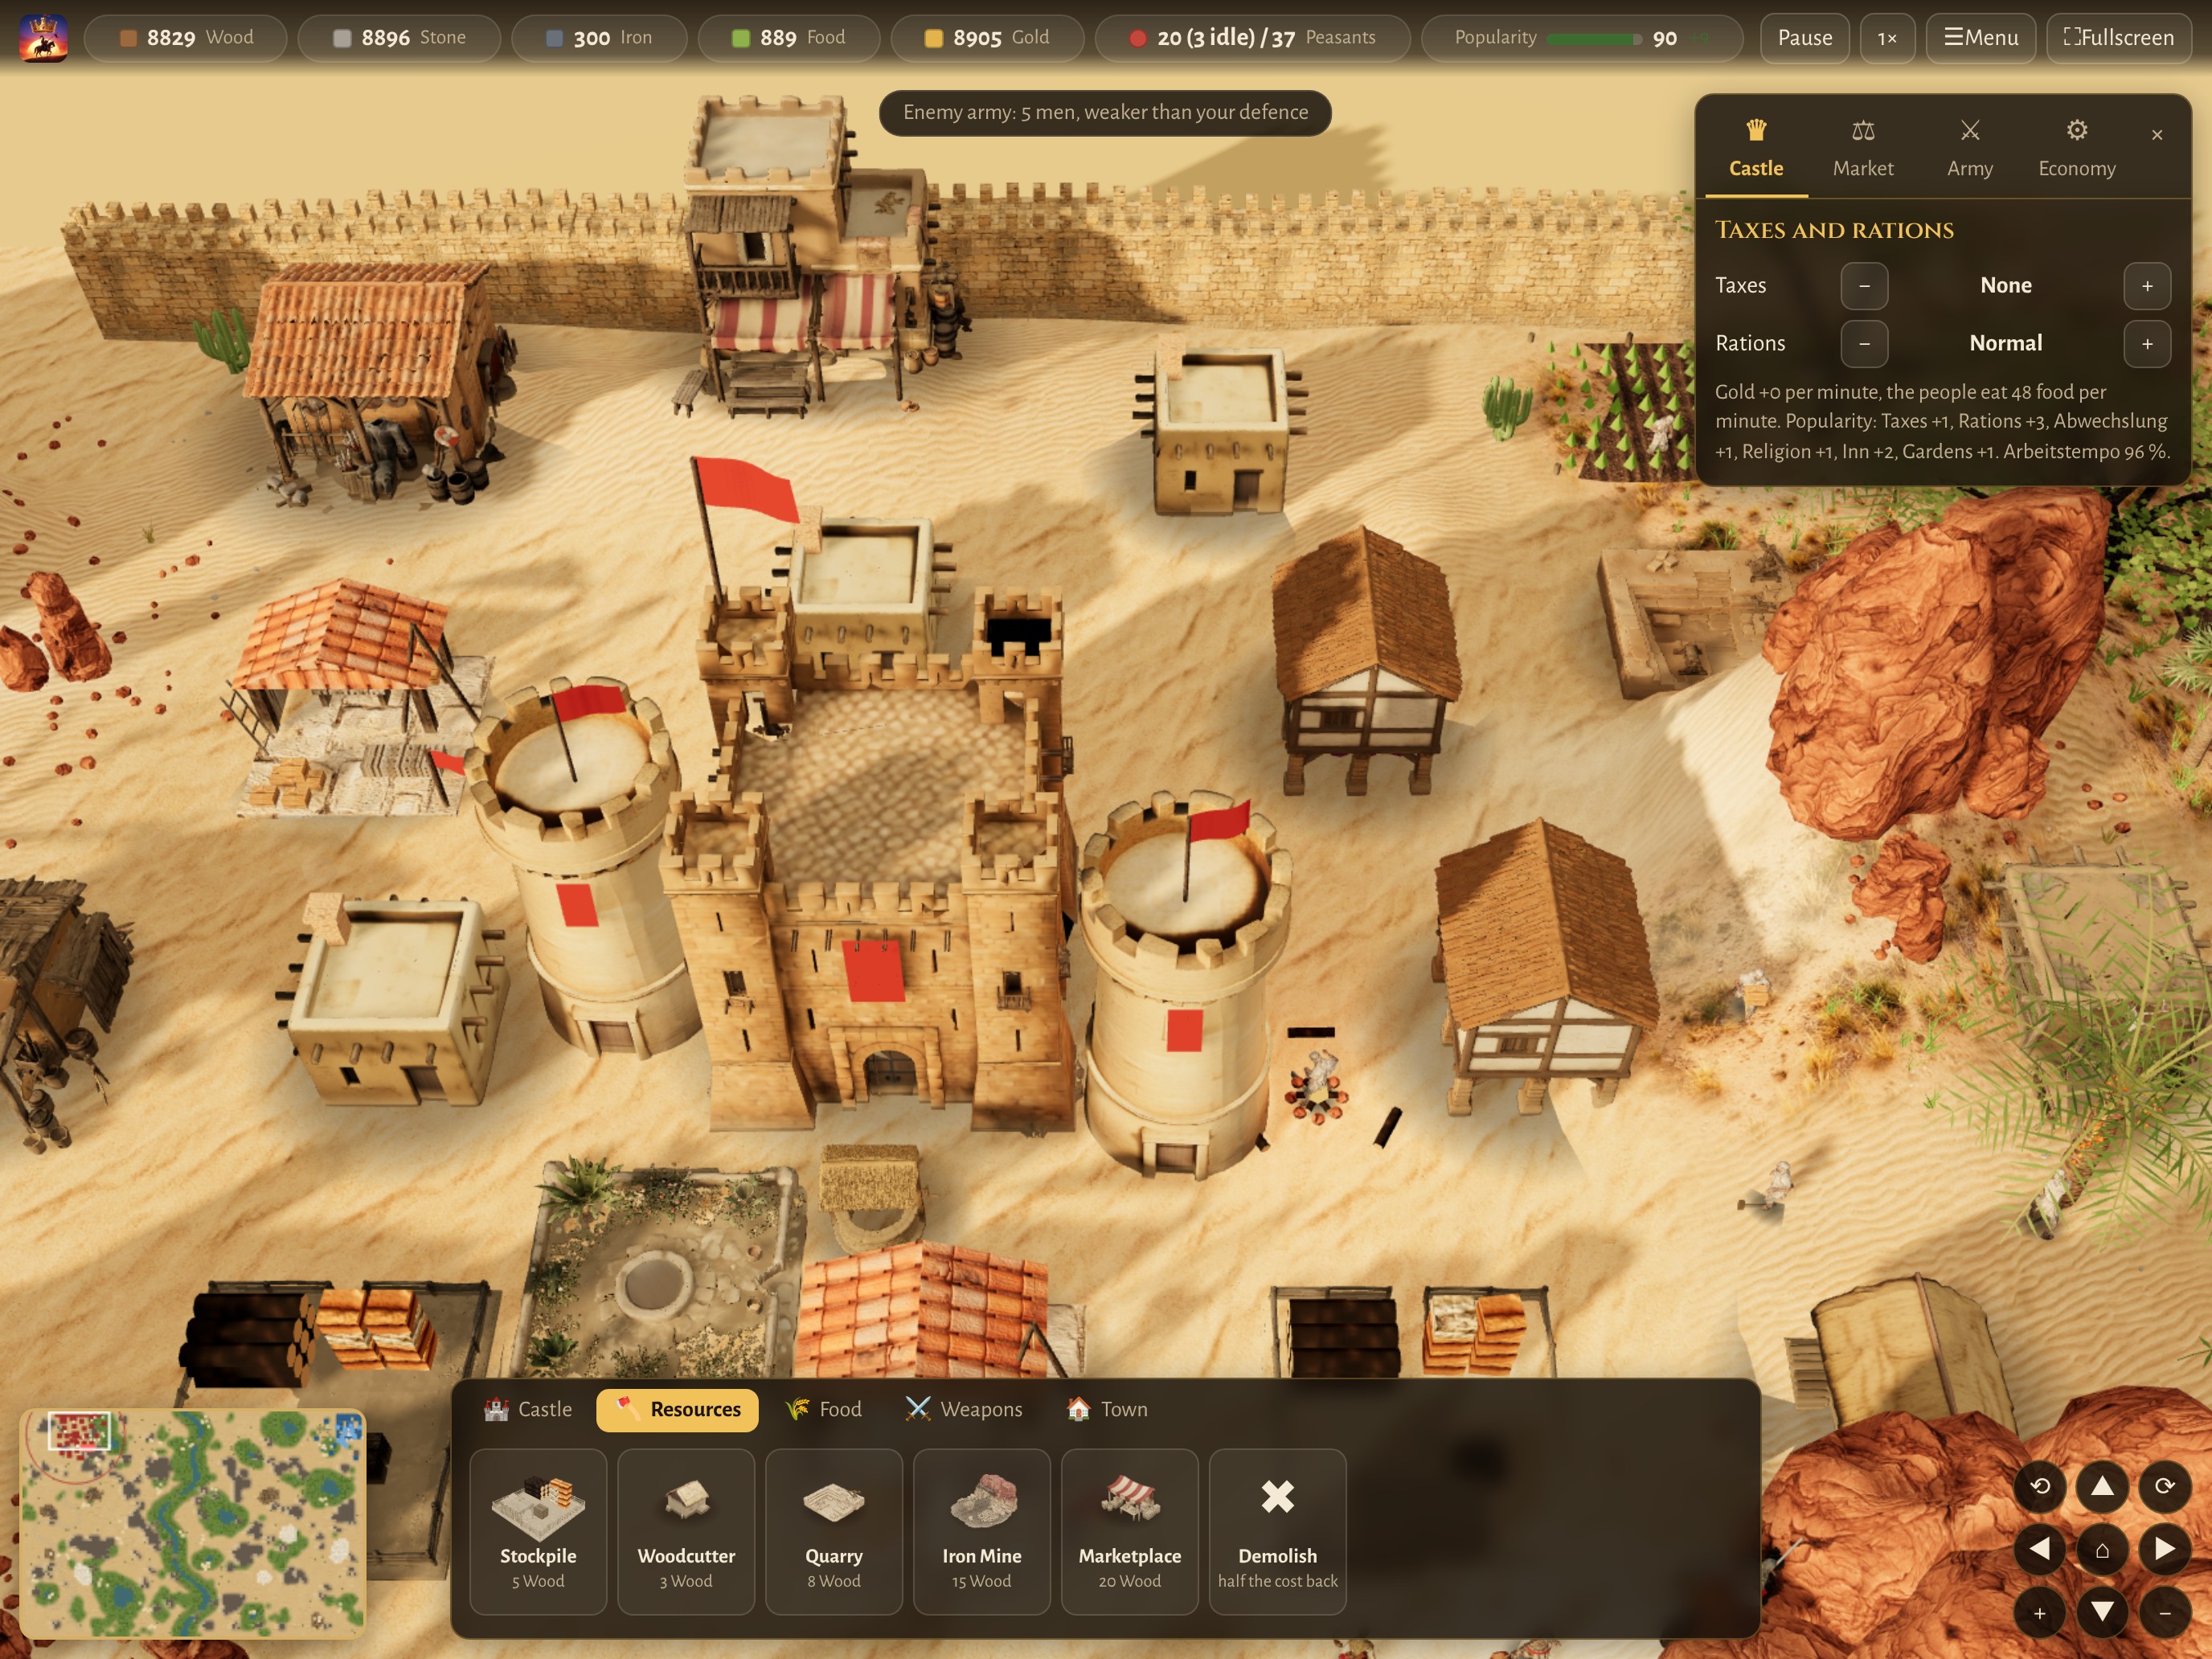 8829 Wood
8896 Stone
300 Iron
889 Food
8905 Gold
20 (3 idle) / 37 Peasants
Popularity 90 +9
Pause
1×
☰Menu
⛶Fullscreen
Enemy army: 5 men, weaker than your defence
Castle
Market
Army
Economy
×
Taxes and rations
Taxes − None +
Rations − Normal +
Gold +0 per minute, the people eat 48 food per
minute. Popularity: Taxes +1, Rations +3, Abwechslung
+1, Religion +1, Inn +2, Gardens +1. Arbeitstempo 96 %.
Castle
Resources
Food
Weapons
Town
Stockpile
5 Wood
Woodcutter
3 Wood
Quarry
8 Wood
Iron Mine
15 Wood
Marketplace
20 Wood
Demolish
half the cost back